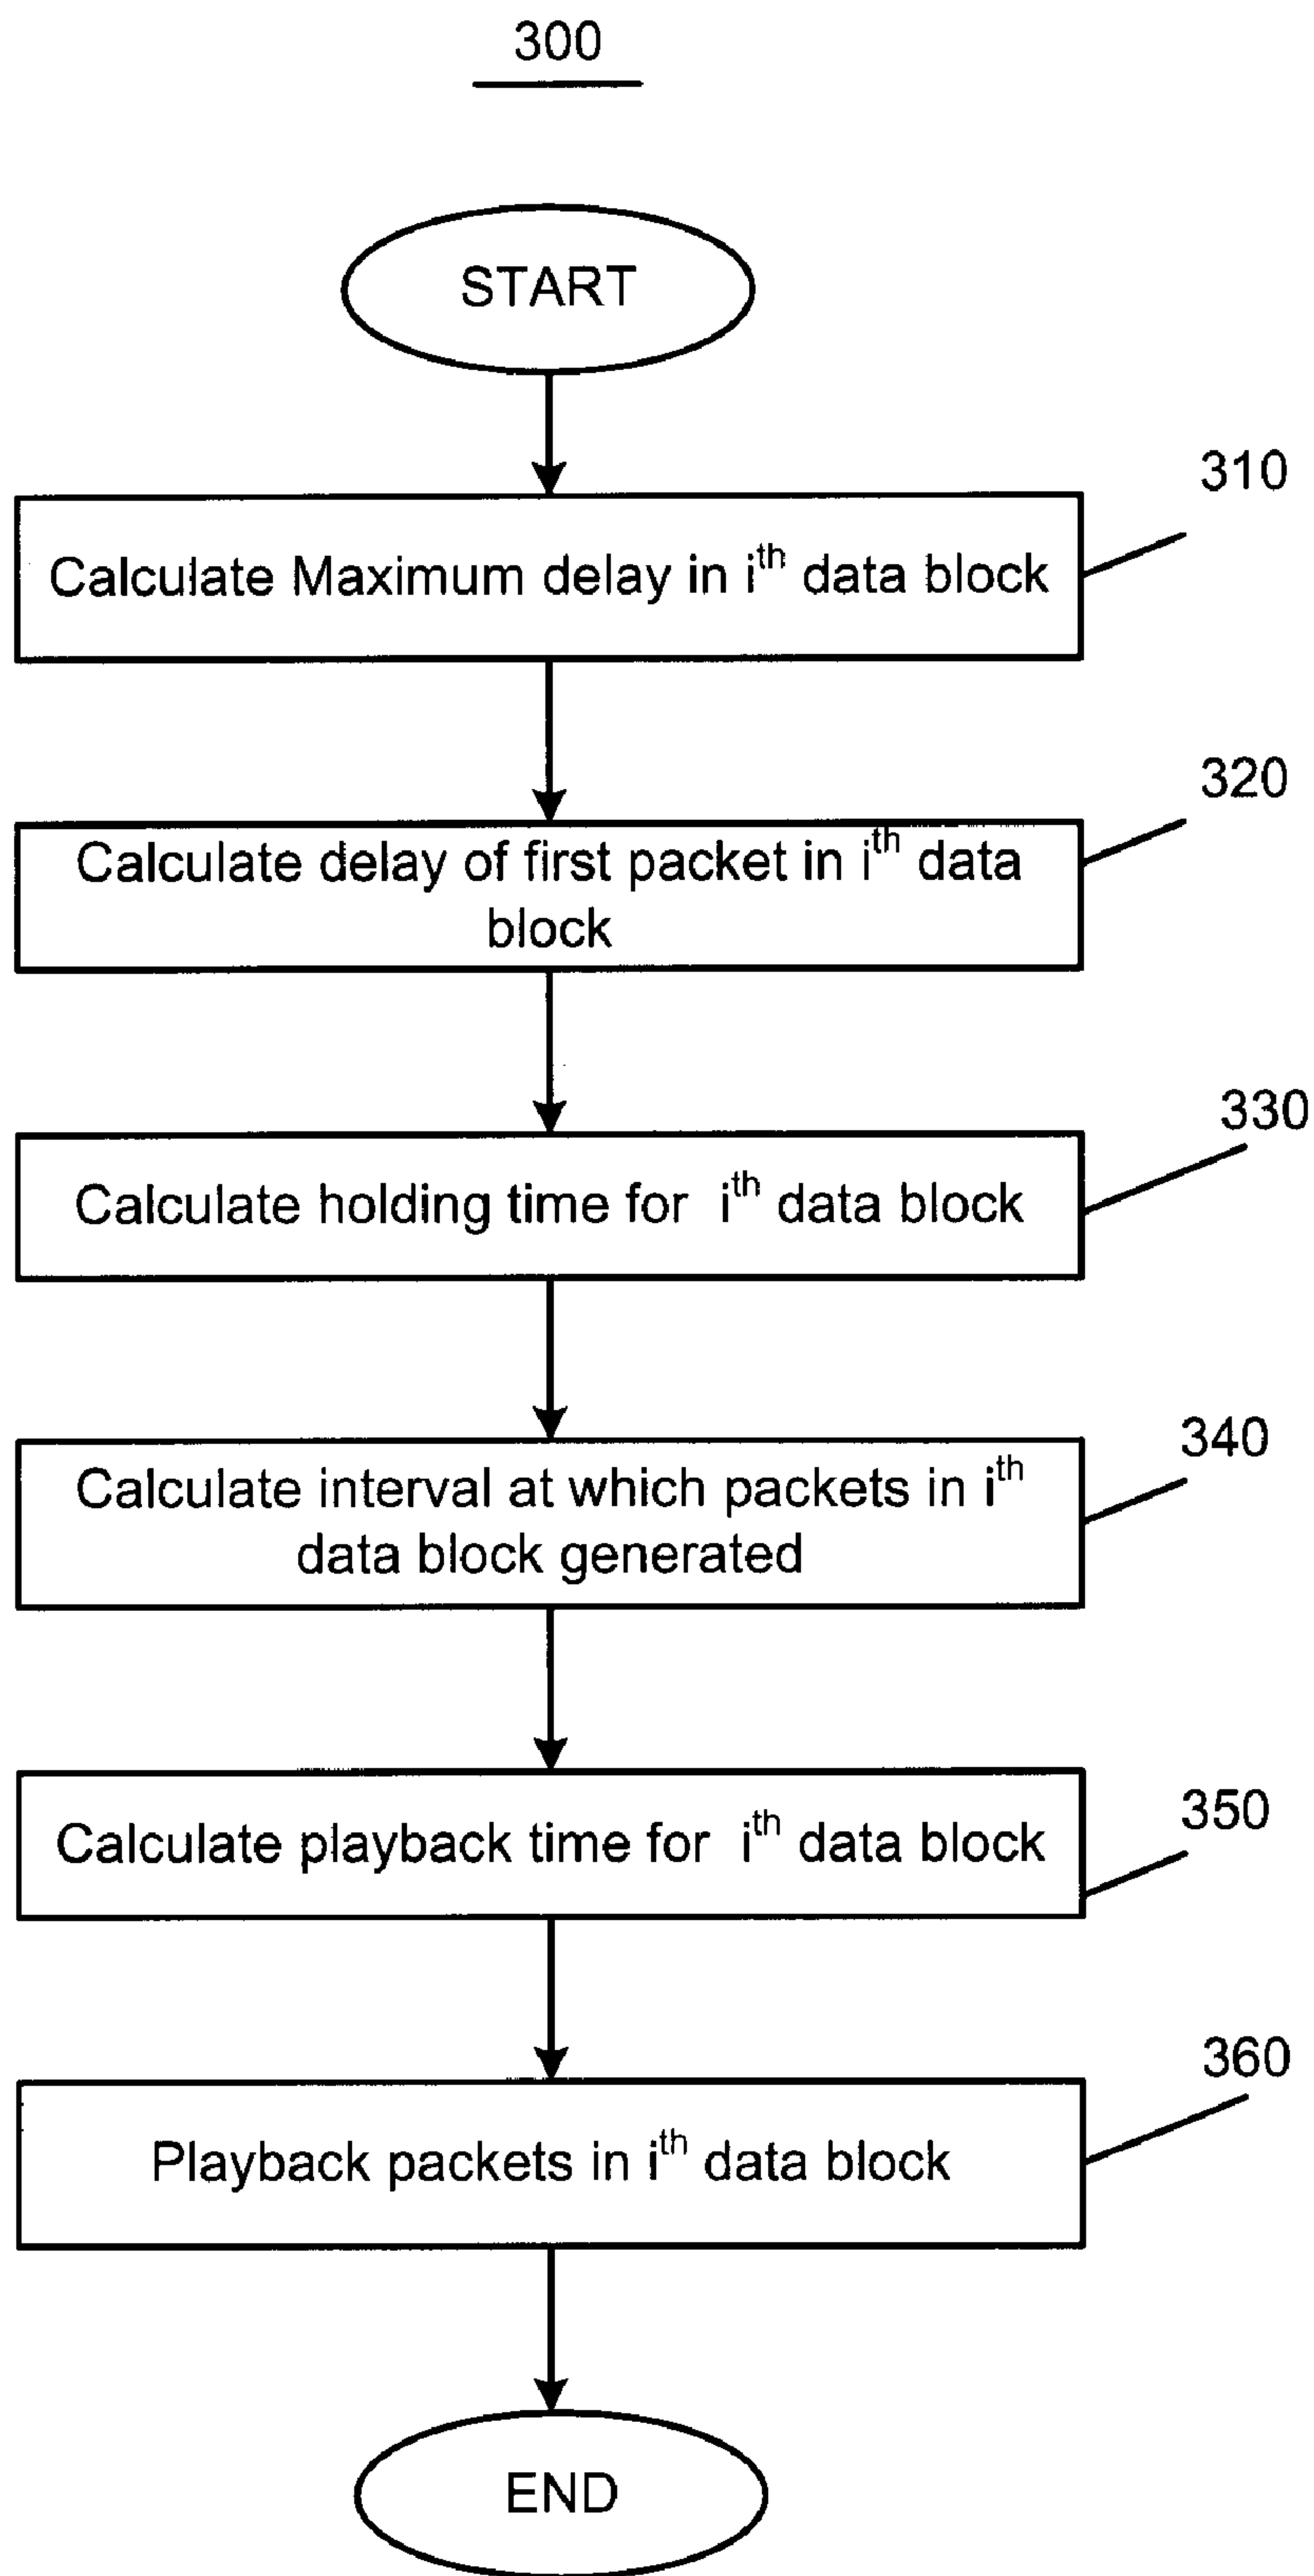 300
START
310
Calculate Maximum delay in ith data block
320
Calculate delay of first packet in ith data
block
330
Calculate holding time for ith data block
340
Calculate interval at which packets in ith
data block generated
350
Calculate playback time for ith data block
360
Playback packets in ith data block
END